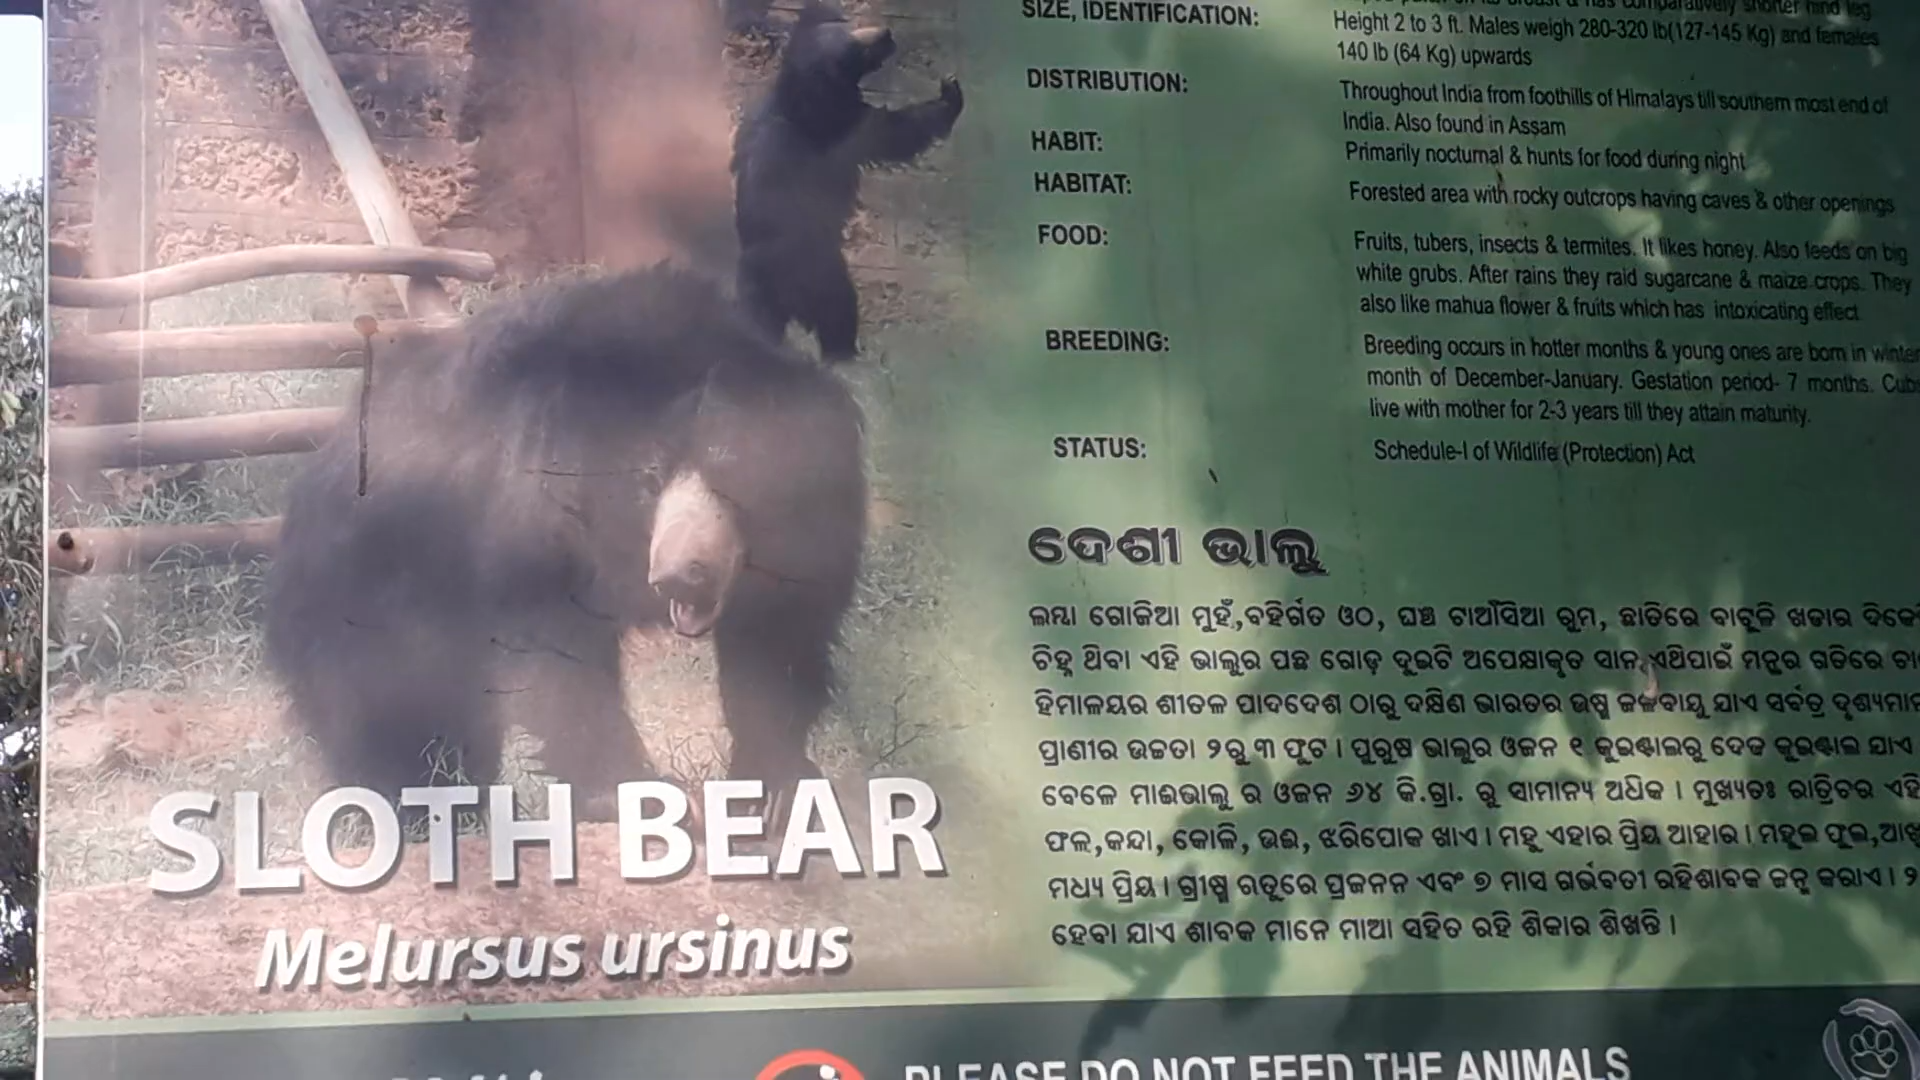 SIZE, IDENTIFICATION:
comparatively shorter hind leg
Height 2 to 3 ft. Males weigh 280-320 lb(127-145 Kg) and females
140 lb (64 Kg) upwards
DISTRIBUTION:
Throughout India from foothills of Himalays till southern most end of
India. Also found in Assam
HABIT:
Primarily nocturnal & hunts for food during night
HABITAT:
Forested area with rocky outcrops having caves & other openings
FOOD:
Fruits, tubers, insects & termites. It likes honey. Also feeds on big
white grubs. After rains they raid sugarcane & maize crops. They
also like mahua flower & fruits which has intoxicating effect
BREEDING:
Breeding occurs in hotter months & young ones are born in winter
month of December-January. Gestation period- 7 months. Cubs
live with mother for 2-3 years till they attain maturity.
STATUS:
Schedule-I of Wildlife (Protection) Act
ଦେଶୀ ଭାଲୁ
ଲମ୍ବା ଗୋଜିଆ ମୁହଁ,ବହିର୍ଗତ ଓଠ, ଘଞ୍ଚ ଟାଆଁସିଆ ରୁମ, ଛାତିରେ ବାଟୁଳି ଖଡାର
ଚିହ୍ନ ଥିବା ଏହି ଭାଲୁର ପଛ ଗୋଡ଼ ଦୁଇଟି ଅପେକ୍ଷାକୃତ ସାନ,ଏଥିପାଇଁ ମନ୍ଥର ଗତିରେ
ହିମାଳୟର ଶୀତଳ ପାଦଦେଶ ଠାରୁ ଦକ୍ଷିଣ ଭାରତର ଉଷ୍ମ ଜଳବାୟୁ ଯାଏ ସର୍ବତ୍ର
ପ୍ରାଣୀର ଉଚ୍ଚତା ୨ରୁ ୩ ଫୁଟ । ପୁରୁଷ ଭାଲୁର ଓଜନ ୧ କୁଇଣ୍ଟାଲରୁ ଦେଢ କୁଇଣ୍ଟାଲ ଯାଏ
ବେଳେ ମାଈଭାଲୁ ର ଓଜନ ୬୪ କି.ଗ୍ରା. ରୁ ସାମାନ୍ୟ ଅଧିକ । ମୁଖ୍ୟତଃ ରାତ୍ରିଚର ଏହି
ଫଳ,କନ୍ଦା, କୋଳି, ଉଈ, ଝରିପୋକ ଖାଏ । ମହୁ ଏହାର ପ୍ରିୟ ଆହାର । ମହୁଲ ଫୁଲ,ଆଖୁ
ମଧ୍ୟ ପ୍ରିୟ । ଗ୍ରୀଷ୍ମ ଋତୁରେ ପ୍ରଜନନ ଏବଂ ୭ ମାସ ଗର୍ଭବତୀ ରହିଶାବକ ଜନ୍ମ କରାଏ । ୨
ହେବା ଯାଏ ଶାବକ ମାନେ ମାଆ ସହିତ ରହି ଶିକାର ଶିଖନ୍ତି ।
SLOTH BEAR
Melursus ursinus
PLEASE DO NOT FEED THE ANIMALS